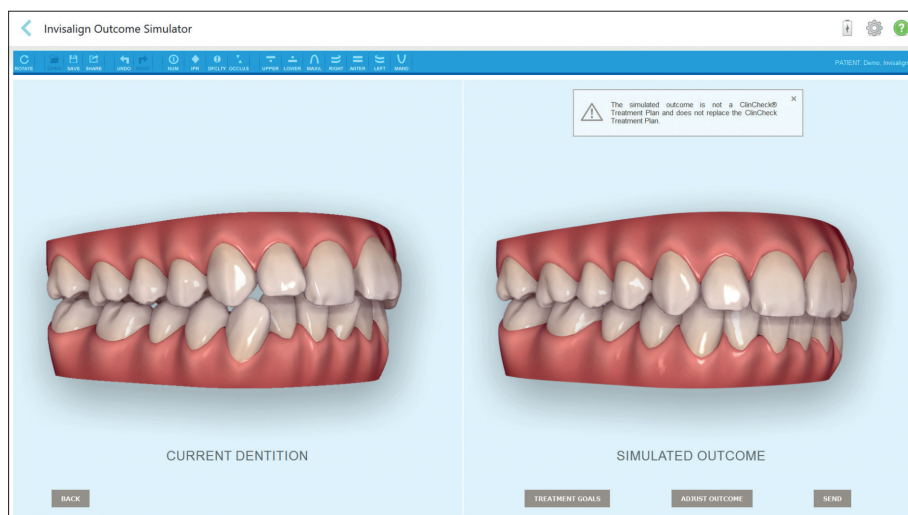 Invisalign Outcome Simulator
ROTATE SAVE SHARE UNDO NUM IPR OPCLTY OCCLUS UPPER LOWER MAXIL RIGHT ANTER LEFT MAND
PATIENT: Demo, Invisalign
The simulated outcome is not a ClinCheck®
Treatment Plan and does not replace the ClinCheck
Treatment Plan.
CURRENT DENTITION
SIMULATED OUTCOME
BACK
TREATMENT GOALS
ADJUST OUTCOME
SEND